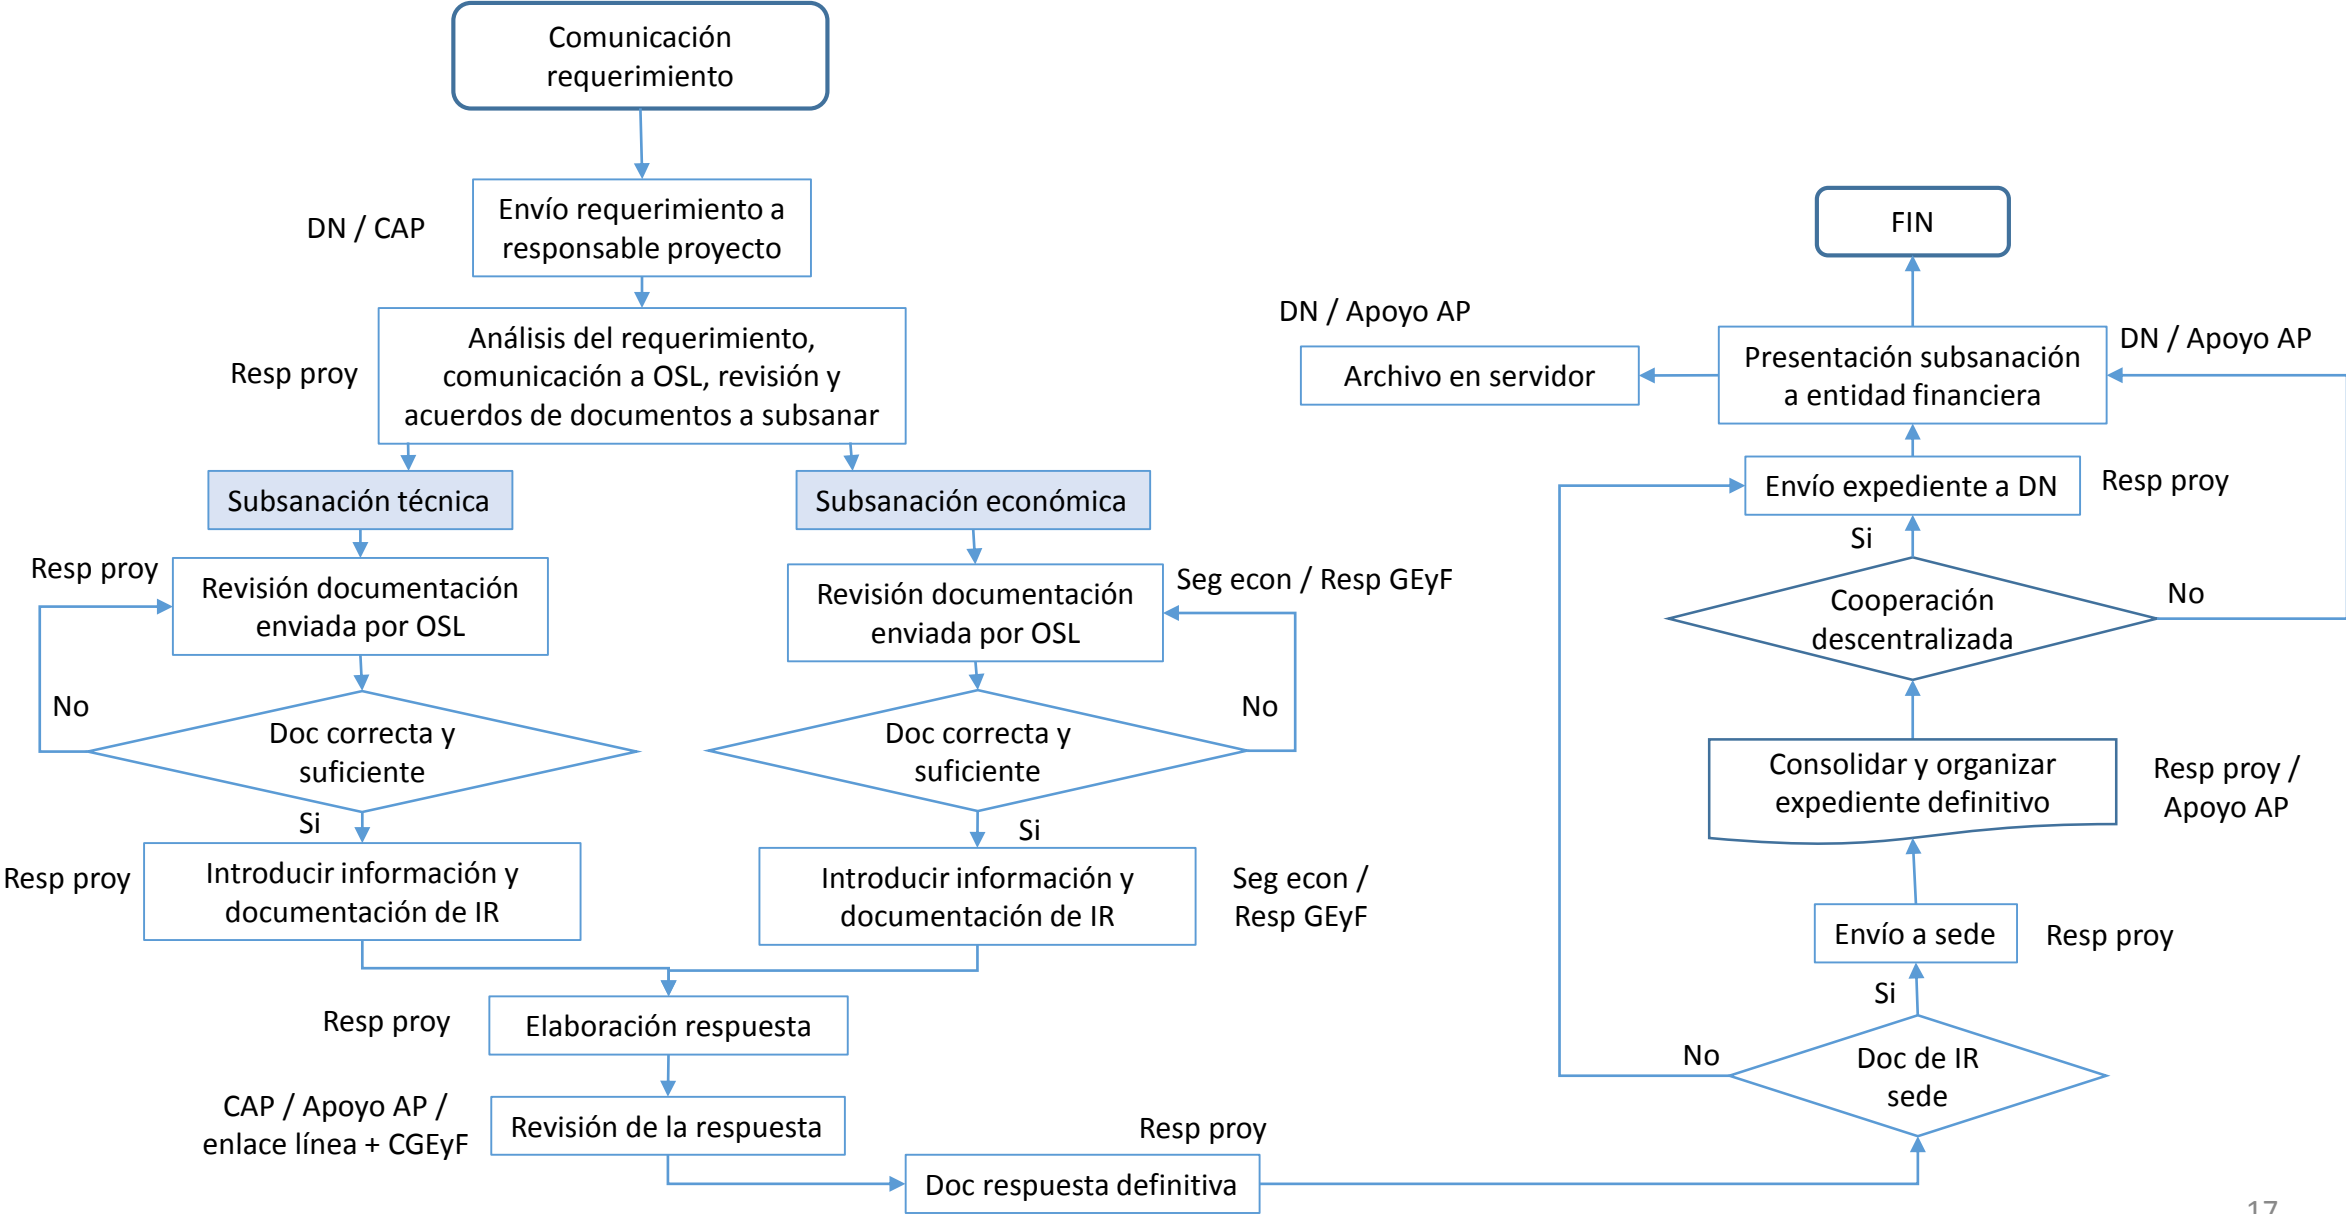 Comunicación
requerimiento
DN / CAP
Envío requerimiento a
responsable proyecto
Resp proy
Análisis del requerimiento,
comunicación a OSL, revisión y
acuerdos de documentos a subsanar
Subsanación técnica
Subsanación económica
Resp proy
Revisión documentación
enviada por OSL
Seg econ / Resp GEyF
Revisión documentación
enviada por OSL
No
Doc correcta y
suficiente
No
Doc correcta y
suficiente
Si
Si
Resp proy
Introducir información y
documentación de IR
Introducir información y
documentación de IR
Seg econ /
Resp GEyF
Resp proy
Elaboración respuesta
CAP / Apoyo AP /
enlace línea + CGEyF
Revisión de la respuesta
Resp proy
Doc respuesta definitiva
FIN
DN / Apoyo AP
Archivo en servidor
Presentación subsanación
a entidad financiera
DN / Apoyo AP
Envío expediente a DN
Resp proy
Si
Cooperación
descentralizada
No
Consolidar y organizar
expediente definitivo
Resp proy /
Apoyo AP
Envío a sede
Resp proy
Si
No
Doc de IR
sede
17